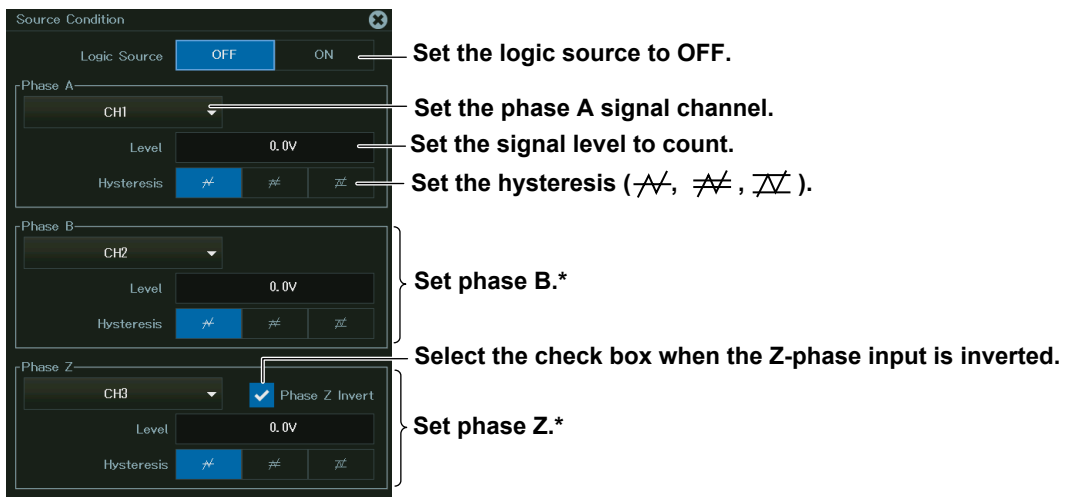 Source Condition
Logic Source OFF ON
Set the logic source to OFF.
Phase A
CH1
Set the phase A signal channel.
Level 0.0V
Set the signal level to count.
Hysteresis
Set the hysteresis ( , , ).
Phase B
CH2
Level 0.0V
Hysteresis
Set phase B.*
Select the check box when the Z-phase input is inverted.
Phase Z
CH3 Phase Z Invert
Level 0.0V
Hysteresis
Set phase Z.*